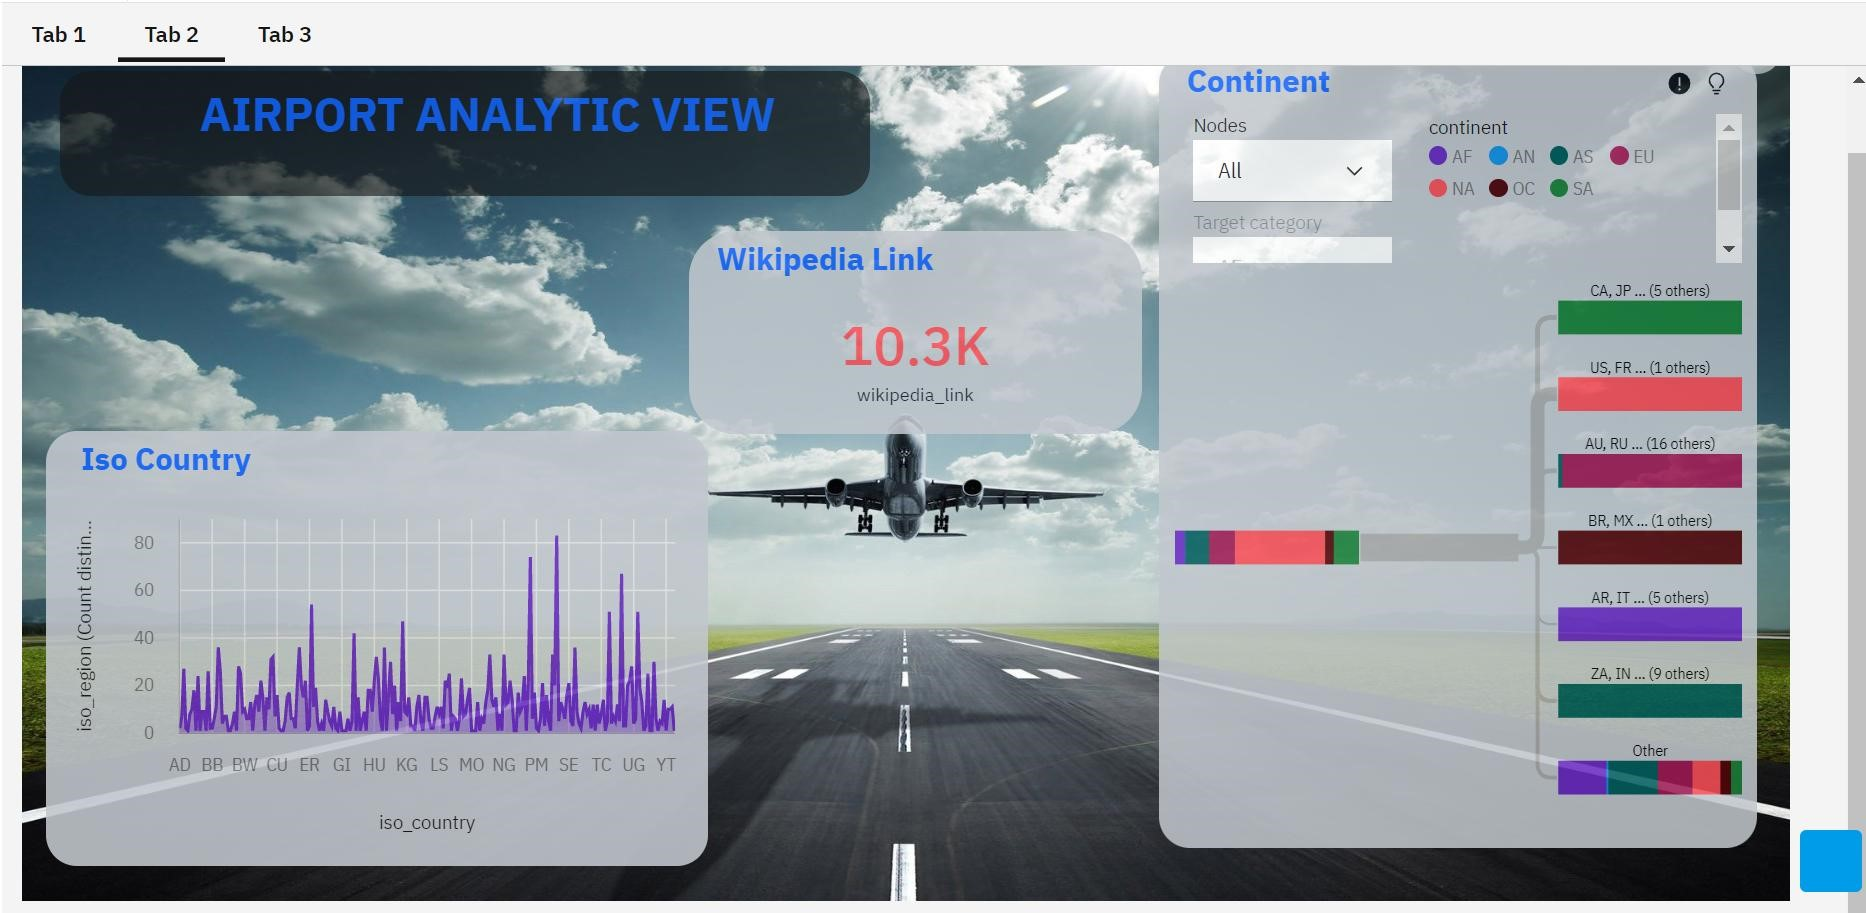 Tab 1
Tab 2
Tab 3
AIRPORT ANALYTIC VIEW
Wikipedia Link
10.3K
wikipedia_link
Iso Country
iso_region (Count distin...
80
60
40
20
0
AD BB BW CU ER GI HU KG LS MO NG PM SE TC UG YT
iso_country
Continent
Nodes
All
Target category
continent
AF AN AS EU
NA OC SA
CA, JP ... (5 others)
US, FR ... (1 others)
AU, RU ... (16 others)
BR, MX ... (1 others)
AR, IT ... (5 others)
ZA, IN ... (9 others)
Other